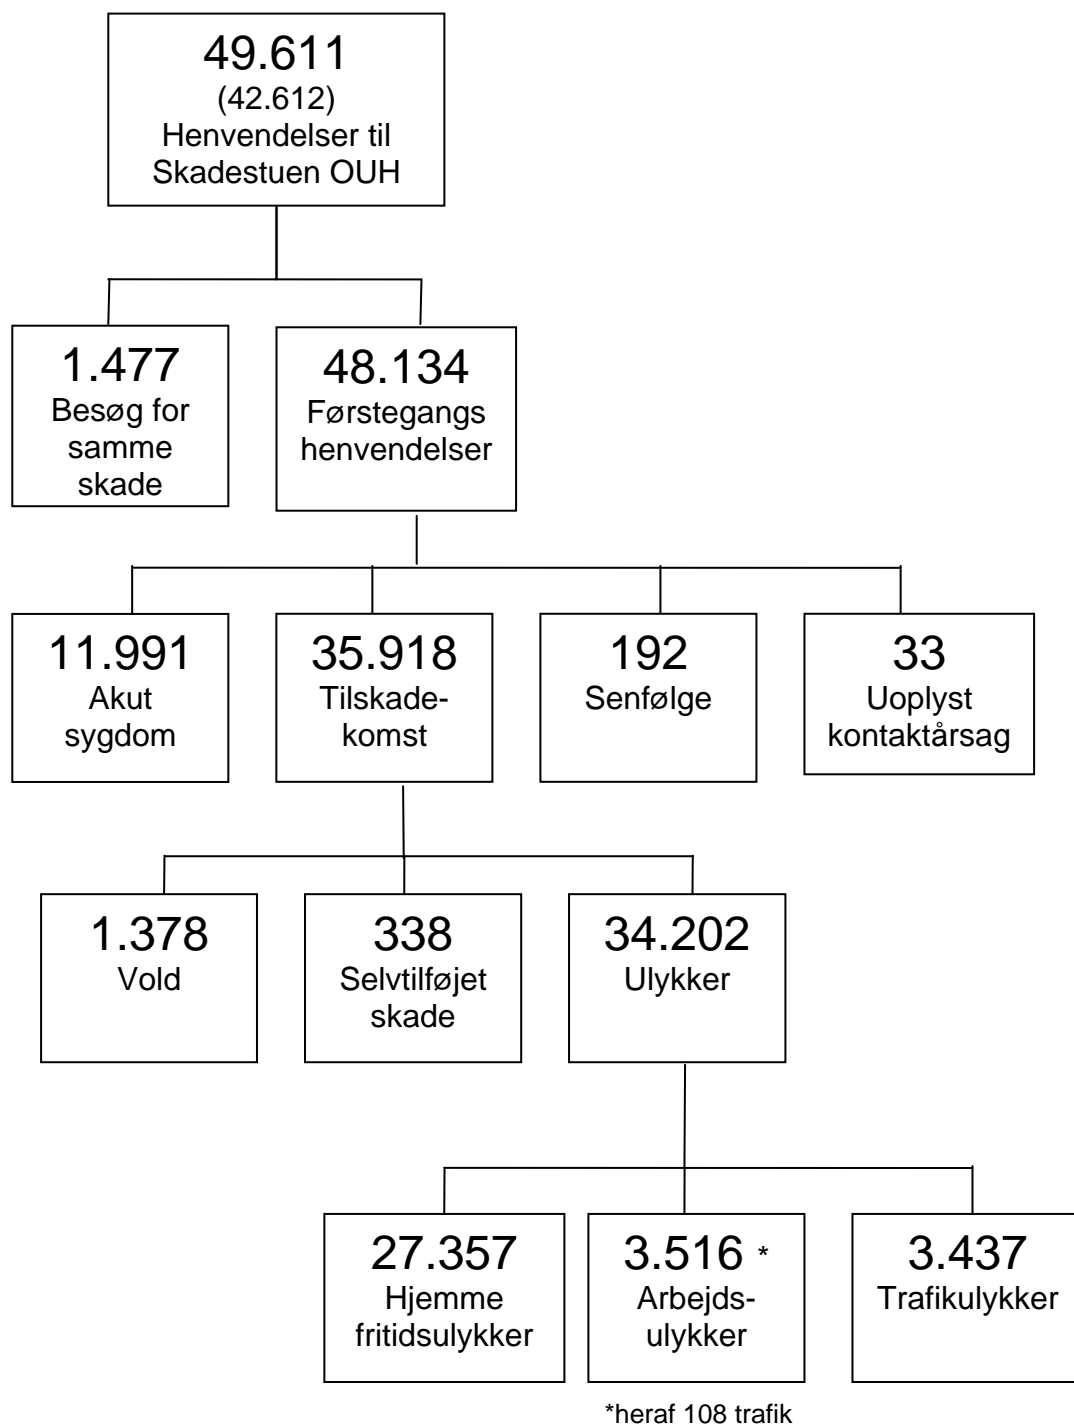 49.611
(42.612)
Henvendelser til
Skadestuen OUH
1.477
Besøg for
samme
skade
48.134
Førstegangs
henvendelser
11.991
Akut
sygdom
35.918
Tilskade-
komst
192
Senfølge
33
Uoplyst
kontaktårsag
1.378
Vold
338
Selvtilføjet
skade
34.202
Ulykker
27.357
Hjemme
fritidsulykker
3.516 *
Arbejds-
ulykker
3.437
Trafikulykker
*heraf 108 trafik